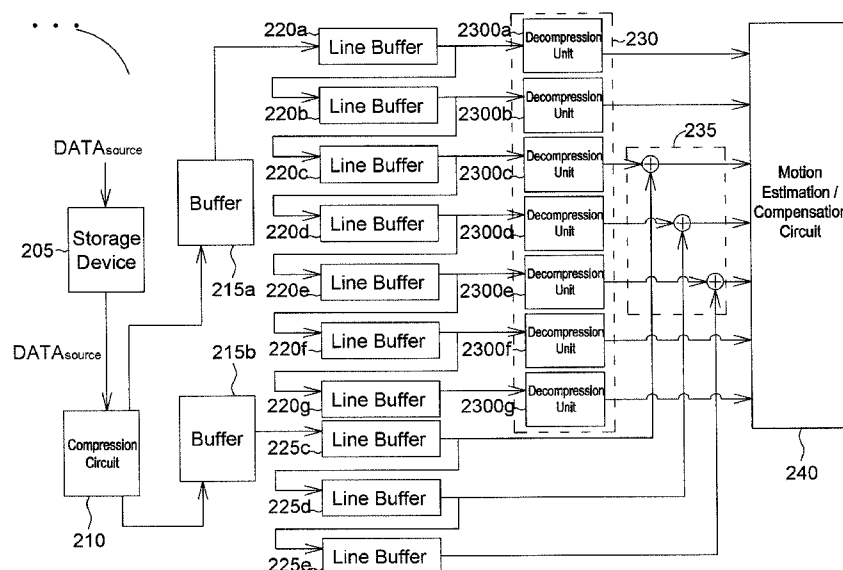 220a
Line Buffer
2300a
Decompression
Unit
230
220b
Line Buffer
2300b
Decompression
Unit
235
DATAsource
Buffer
215a
220c
Line Buffer
2300c
Decompression
Unit
Motion
Estimation /
Compensation
Circuit
205
Storage
Device
220d
Line Buffer
2300d
Decompression
Unit
220e
Line Buffer
2300e
Decompression
Unit
DATAsource
215b
220f
Line Buffer
2300f
Decompression
Unit
220g
Line Buffer
2300g
Decompression
Unit
Compression
Circuit
210
Buffer
225c
Line Buffer
240
225d
Line Buffer
225e
Line Buffer